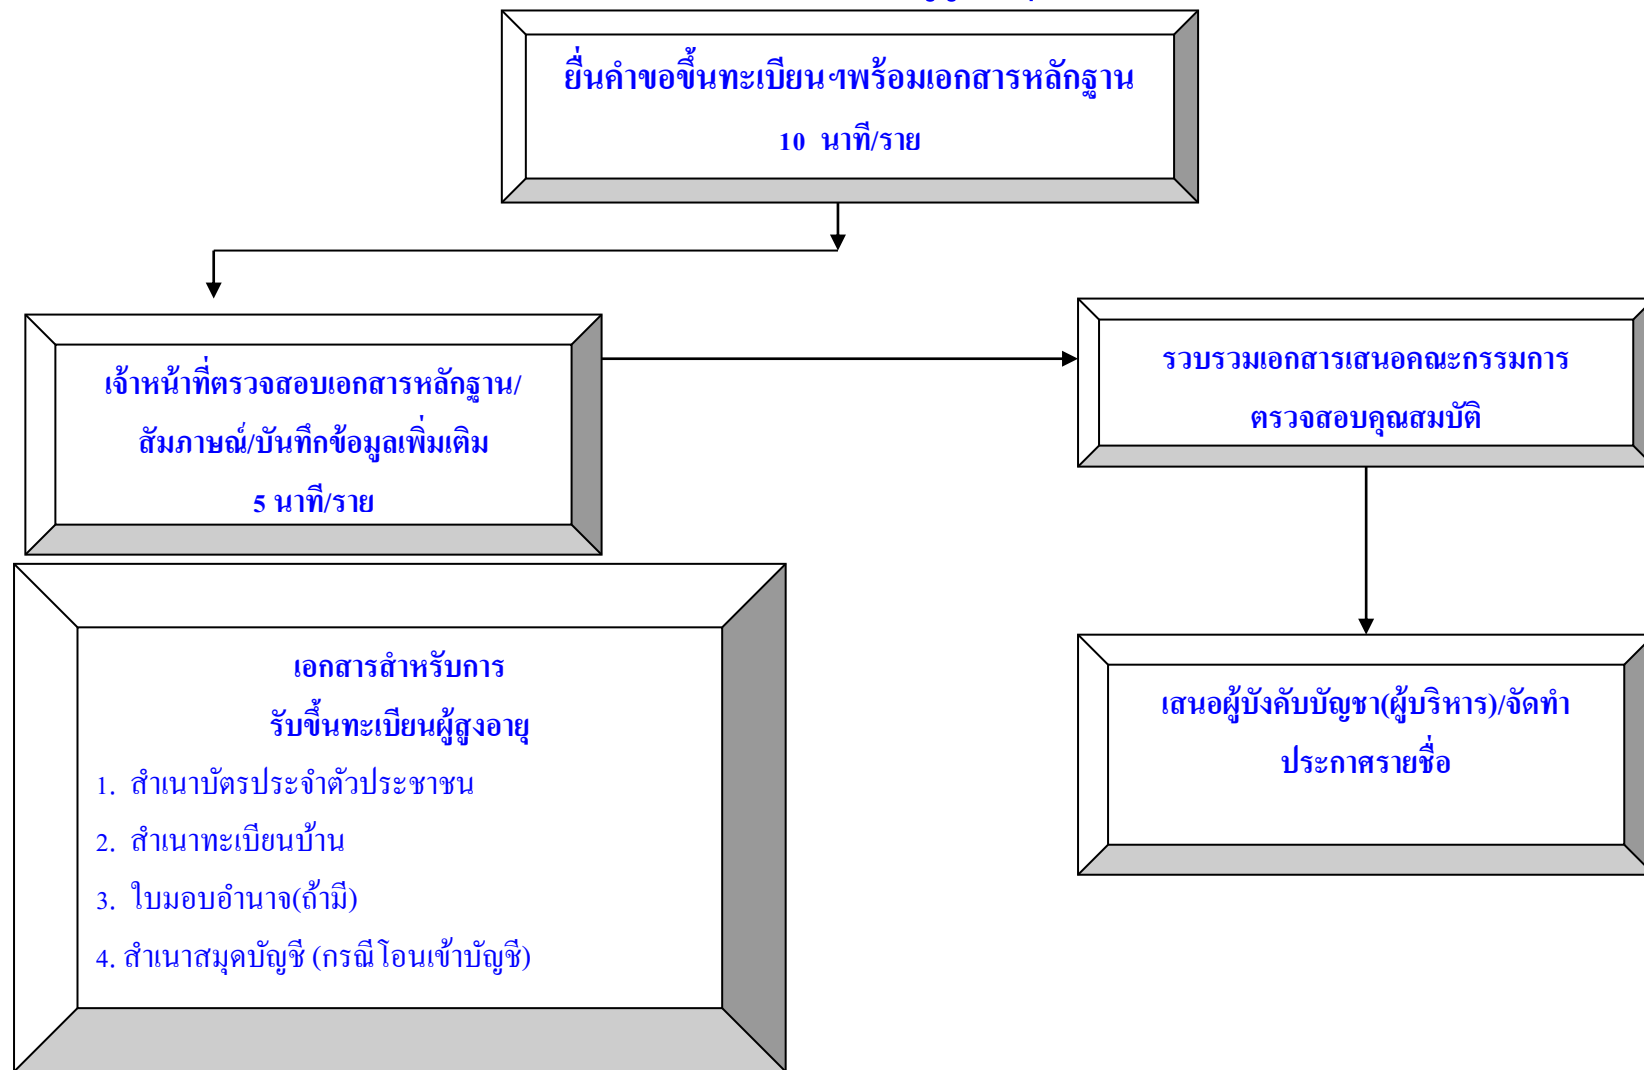 ยื่นคำขอขึ้นทะเบียนฯพร้อมเอกสารหลักฐาน
10 นาที/ราย
เจ้าหน้าที่ตรวจสอบเอกสารหลักฐาน/
สัมภาษณ์/บันทึกข้อมูลเพิ่มเติม
5 นาที/ราย
รวบรวมเอกสารเสนอคณะกรรมการ
ตรวจสอบคุณสมบัติ
เสนอผู้บังคับบัญชา(ผู้บริหาร)/จัดทำ
ประกาศรายชื่อ
เอกสารสำหรับการ
รับขึ้นทะเบียนผู้สูงอายุ
1. สำเนาบัตรประจำตัวประชาชน
2. สำเนาทะเบียนบ้าน
3. ใบมอบอำนาจ(ถ้ามี)
4. สำเนาสมุดบัญชี (กรณีโอนเข้าบัญชี)